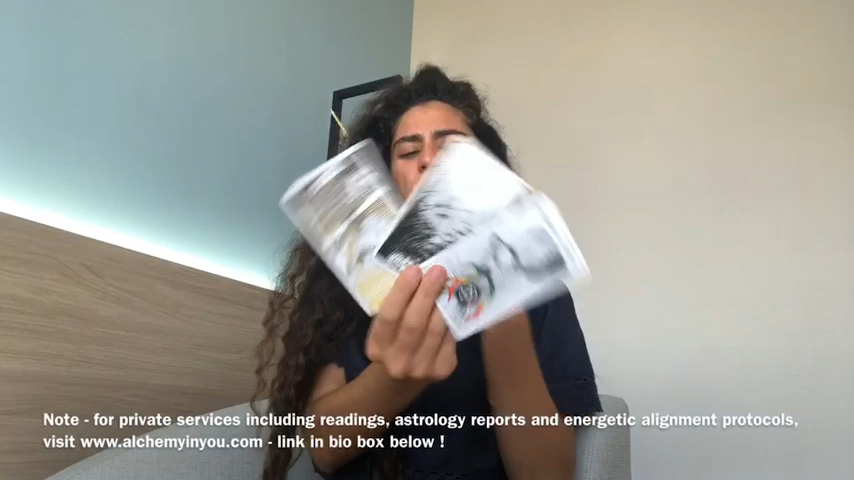 Note - for private services including readings, astrology reports and energetic alignment protocols,
visit www.alchemyinyou.com - link in bio box below !